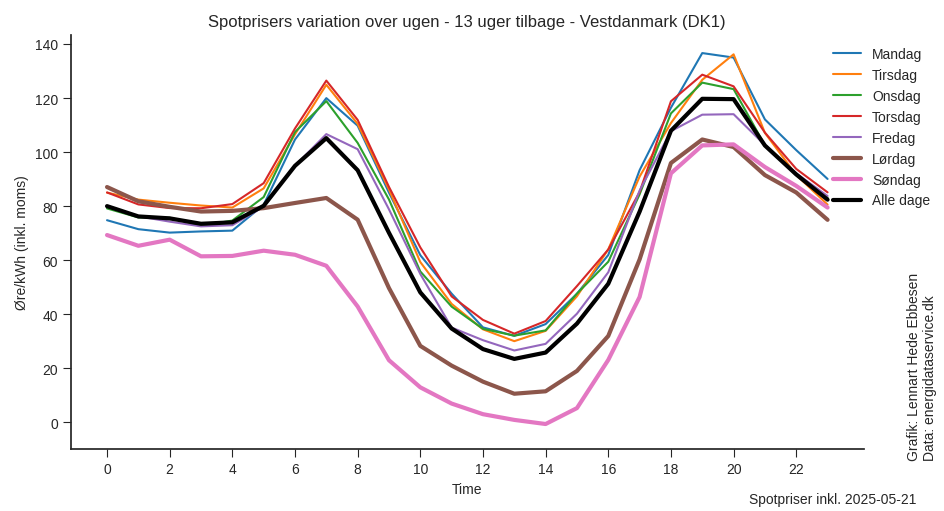 Spotprisers variation over ugen - 13 uger tilbage - Vestdanmark (DK1)
140
120
100
80
60
40
20
0
Øre/kWh (inkl. moms)
0 2 4 6 8 10 12 14 16 18 20 22
Time
Mandag
Tirsdag
Onsdag
Torsdag
Fredag
Lørdag
Søndag
Alle dage
Grafik: Lennart Hede Ebbesen
Data: energidataservice.dk
Spotpriser inkl. 2025-05-21